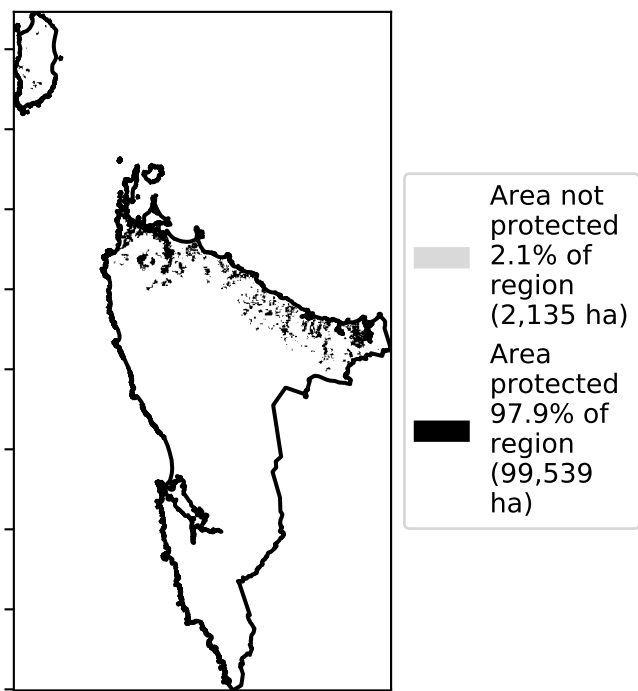 Area not
protected
2.1% of
region
(2,135 ha)
Area
protected
97.9% of
region
(99,539
ha)